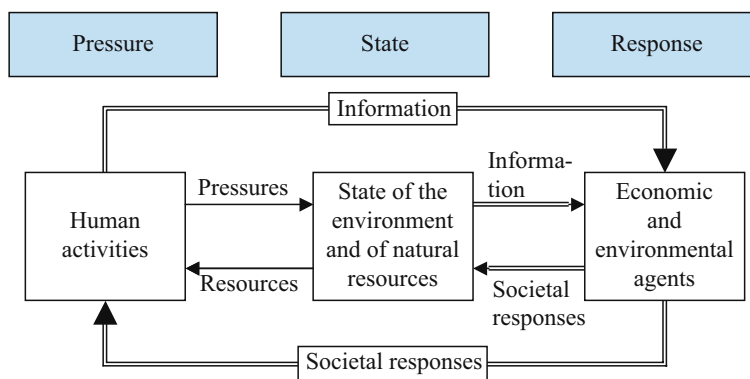 Pressure
State
Response
Information
Human
activities
Pressures
Resources
State of the
environment
and of natural
resources
Informa-
tion
Societal
responses
Economic
and
environmental
agents
Societal responses